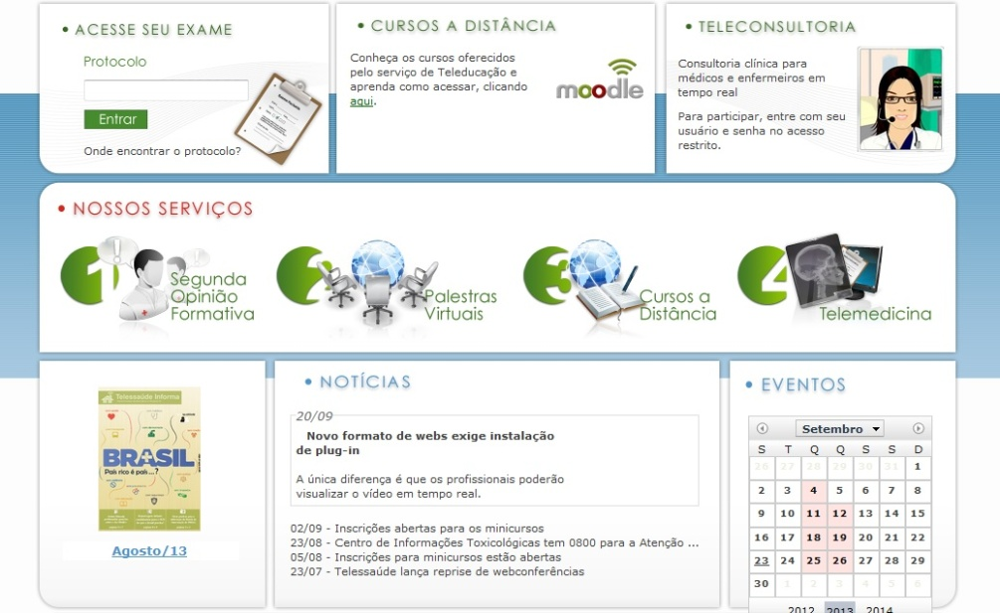 ACESSE SEU EXAME
Protocolo
Entrar
Onde encontrar o protocolo?
CURSOS A DISTÂNCIA
Conheça os cursos oferecidos
pelo serviço de Teleducação e
aprenda como acessar, clicando
aqui.
moodle
TELECONSULTORIA
Consultoria clínica para
médicos e enfermeiros em
tempo real
Para participar, entre com seu
usuário e senha no acesso
restrito.
NOSSOS SERVIÇOS
1
Segunda
Opinião
Formativa
2
Palestras
Virtuais
3
Cursos a
Distância
4
Telemedicina
Telessaúde Informa
BRASIL
País rico é país...?
Agosto/13
NOTÍCIAS
20/09
Novo formato de webs exige instalação
de plug-in
A única diferença é que os profissionais poderão
visualizar o vídeo em tempo real.
02/09 - Inscrições abertas para os minicursos
23/08 - Centro de Informações Toxicológicas tem 0800 para a Atenção ...
05/08 - Inscrições para minicursos estão abertas
23/07 - Telessaúde lança reprise de webconferências
EVENTOS
Setembro
S T Q Q S S D
26 27 28 29 30 31 1
2 3 4 5 6 7 8
9 10 11 12 13 14 15
16 17 18 19 20 21 22
23 24 25 26 27 28 29
30 1 2 3 4 5 6
2012 2013 2014